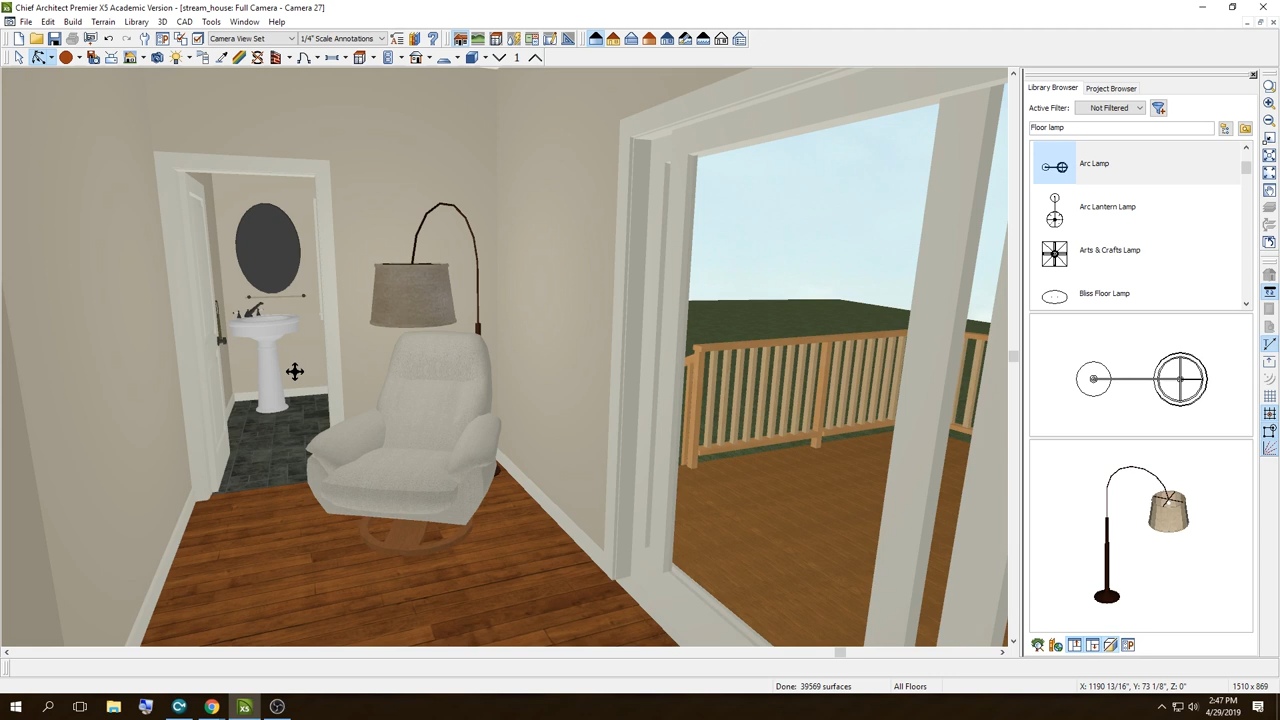 Chief Architect Premier X5 Academic Version - [stream_house: Full Camera - Camera 27]
File Edit Build Terrain Library 3D CAD Tools Window Help
Camera View Set
1/4" Scale Annotations
1
Library Browser Project Browser
Active Filter: Not Filtered
Floor lamp
Arc Lamp
Arc Lantern Lamp
Arts & Crafts Lamp
Bliss Floor Lamp
Done: 39569 surfaces All Floors X: 1190 13/16", Y: 73 1/8", Z: 0" 1510 x 869
2:47 PM
4/29/2019